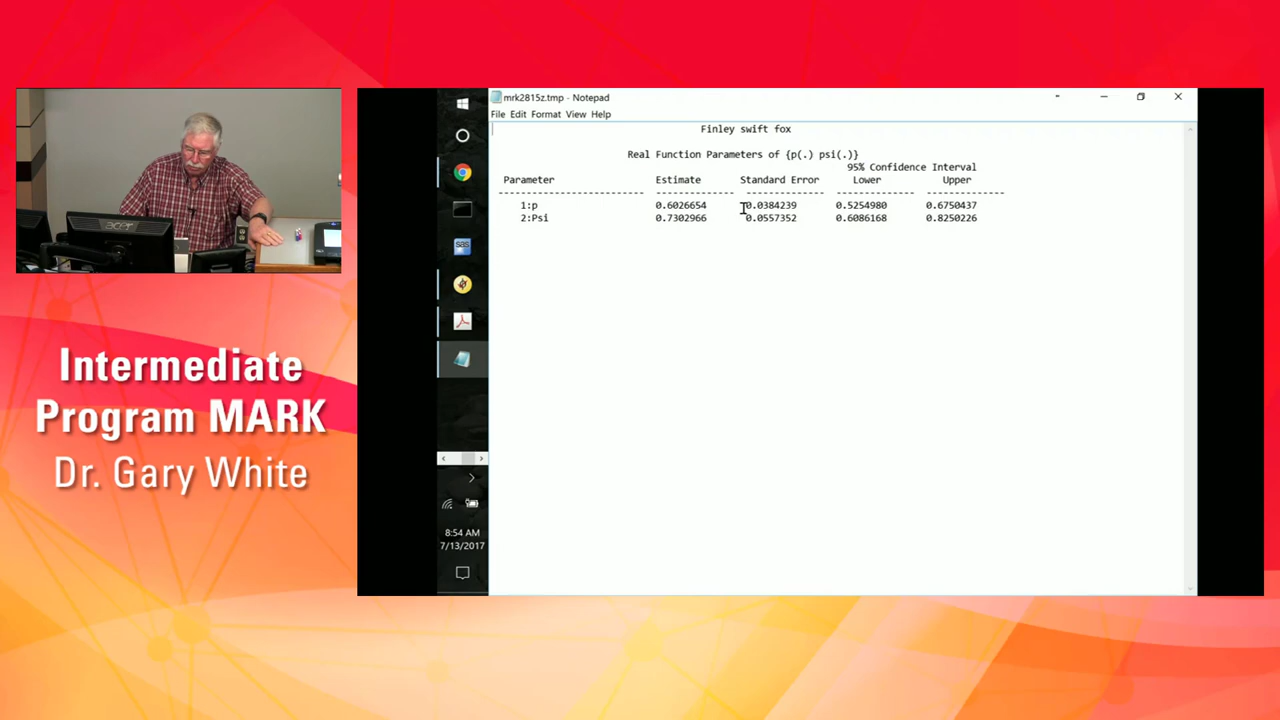 mrk2815z.tmp - Notepad
File Edit Format View Help
Finley swift fox
Real Function Parameters of {p(.) psi(.)}
95% Confidence Interval
Parameter Estimate Standard Error Lower Upper
------------------------- -------------- -------------- -------------- --------------
1:p 0.6026654 0.0384239 0.5254980 0.6750437
2:Psi 0.7302966 0.0557352 0.6086168 0.8250226
acer
SBS
Intermediate
Program MARK
Dr. Gary White
8:54 AM
7/13/2017